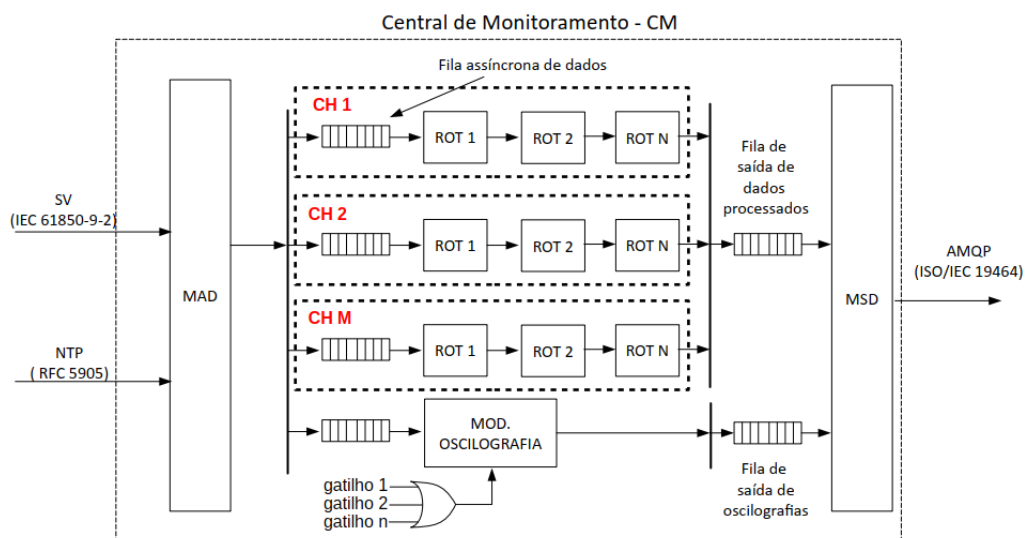 Central de Monitoramento - CM
Fila assíncrona de dados
CH 1
ROT 1
ROT 2
ROT N
SV
(IEC 61850-9-2)
CH 2
ROT 1
ROT 2
ROT N
Fila de
saída de
dados
processados
MAD
MSD
AMQP
(ISO/IEC 19464)
CH M
ROT 1
ROT 2
ROT N
NTP
( RFC 5905)
MOD.
OSCILOGRAFIA
gatilho 1
gatilho 2
gatilho n
Fila de
saída de
oscilografias